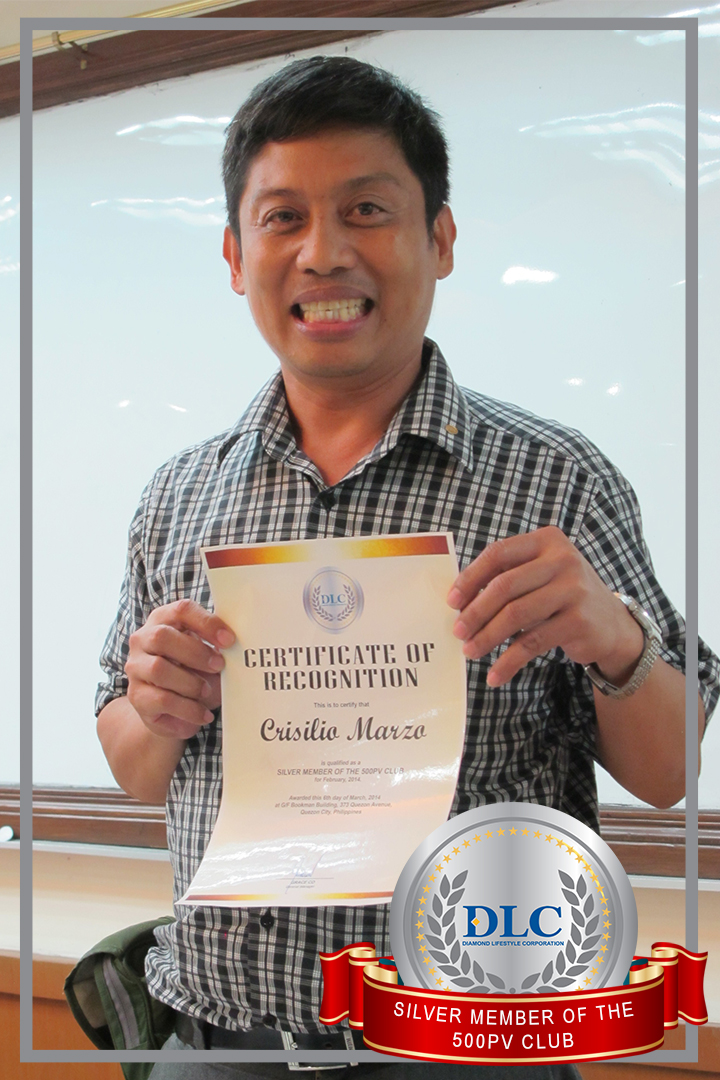 DLC
CERTIFICATE OF
RECOGNITION
This is to certify that
Crisilio Marzo
is qualified as a
SILVER MEMBER OF THE 500PV CLUB
for February, 2014.
Awarded this 4th day of March, 2014
at G/F Bookman Building, 373 Quezon Avenue,
Quezon City, Philippines
DLC
DIAMOND LIFESTYLE CORPORATION
SILVER MEMBER OF THE
500PV CLUB